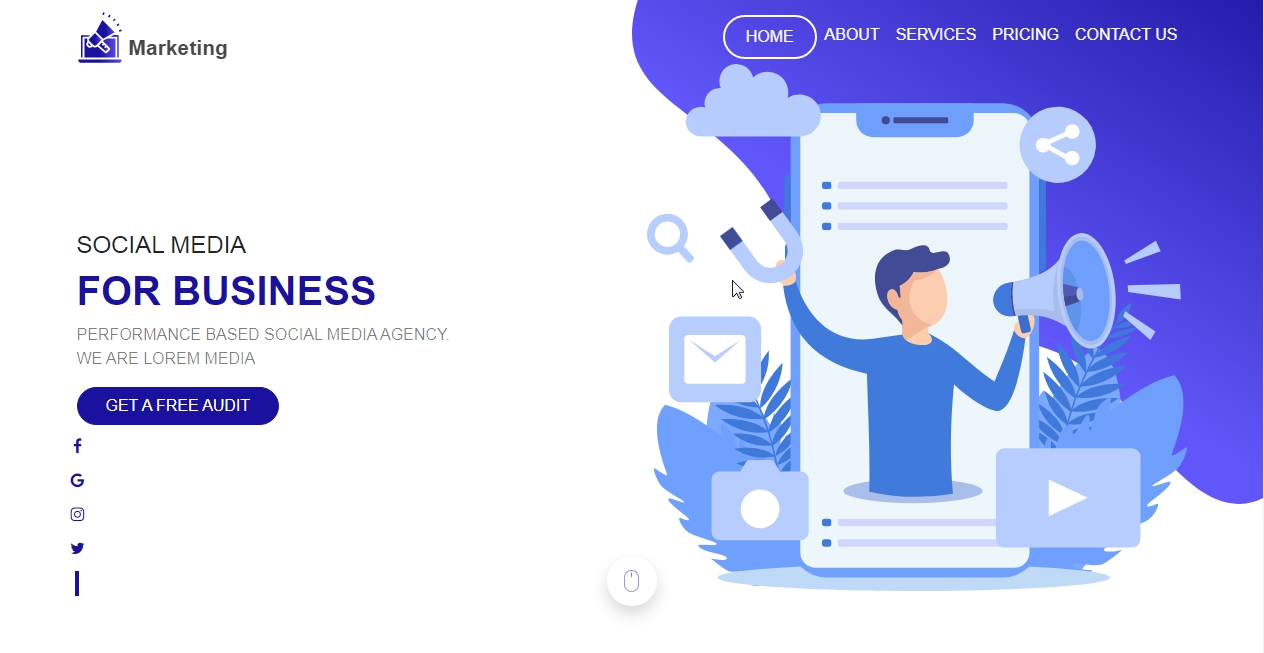 Marketing
HOME ABOUT SERVICES PRICING CONTACT US
SOCIAL MEDIA
FOR BUSINESS
PERFORMANCE BASED SOCIAL MEDIA AGENCY.
WE ARE LOREM MEDIA
GET A FREE AUDIT